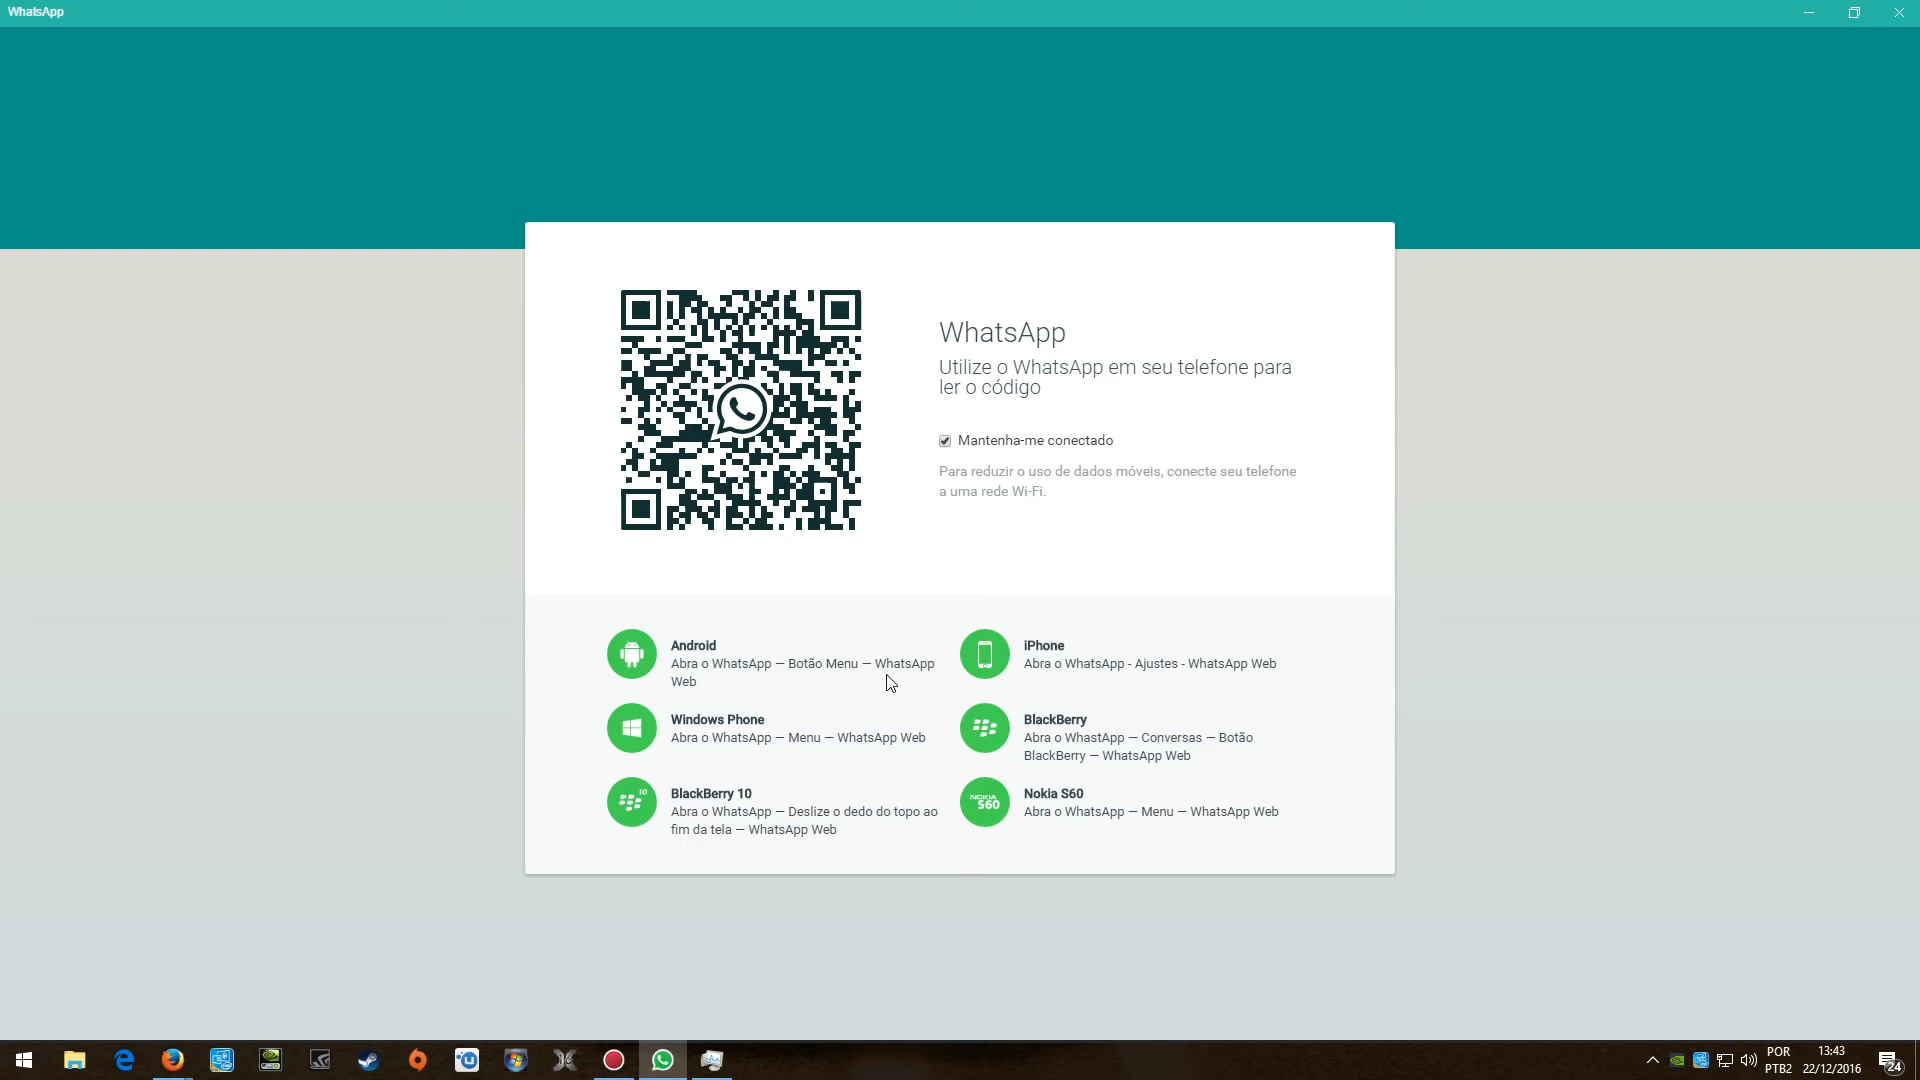 WhatsApp
WhatsApp
Utilize o WhatsApp em seu telefone para
ler o código
Mantenha-me conectado
Para reduzir o uso de dados móveis, conecte seu telefone
a uma rede Wi-Fi.
Android
Abra o WhatsApp — Botão Menu — WhatsApp
Web
iPhone
Abra o WhatsApp - Ajustes - WhatsApp Web
Windows Phone
Abra o WhatsApp — Menu — WhatsApp Web
BlackBerry
Abra o WhastApp — Conversas — Botão
BlackBerry — WhatsApp Web
10
BlackBerry 10
Abra o WhatsApp — Deslize o dedo do topo ao
fim da tela — WhatsApp Web
NOKIA
S60
Nokia S60
Abra o WhatsApp — Menu — WhatsApp Web
POR
PTB2
13:43
22/12/2016
24